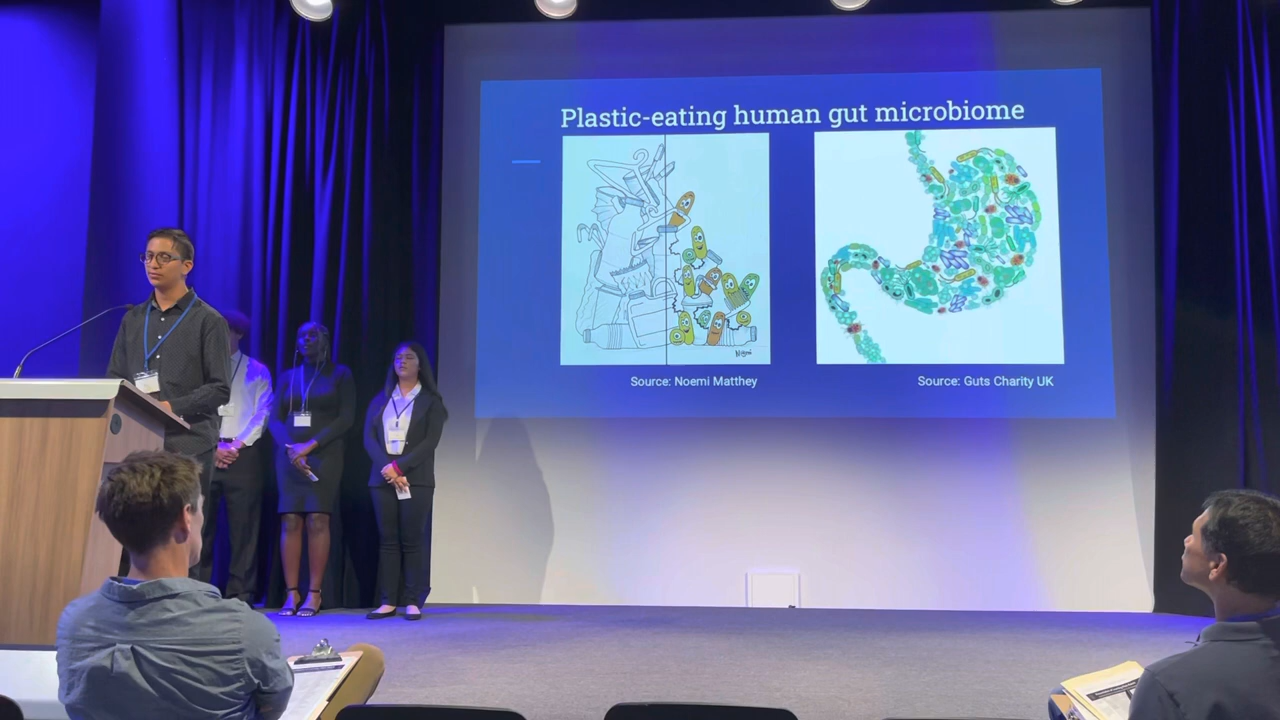 Plastic-eating human gut microbiome
Source: Noemi Matthey
Source: Guts Charity UK